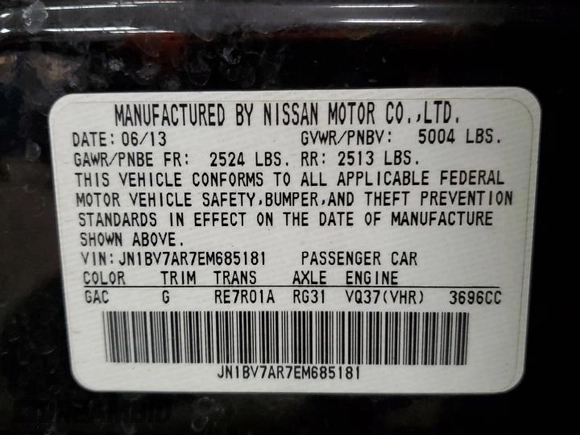 MANUFACTURED BY NISSAN MOTOR CO.,LTD.
DATE: 06/13 GVWR/PNBV: 5004 LBS.
GAWR/PNBE FR: 2524 LBS. RR: 2513 LBS.
THIS VEHICLE CONFORMS TO ALL APPLICABLE FEDERAL
MOTOR VEHICLE SAFETY,BUMPER,AND THEFT PREVENTION
STANDARDS IN EFFECT ON THE DATE OF MANUFACTURE
SHOWN ABOVE.
VIN: JN1BV7AR7EM685181 PASSENGER CAR
COLOR TRIM TRANS AXLE ENGINE
GAC G RE7R01A RG31 VQ37(VHR) 3696CC
JN1BV7AR7EM685181